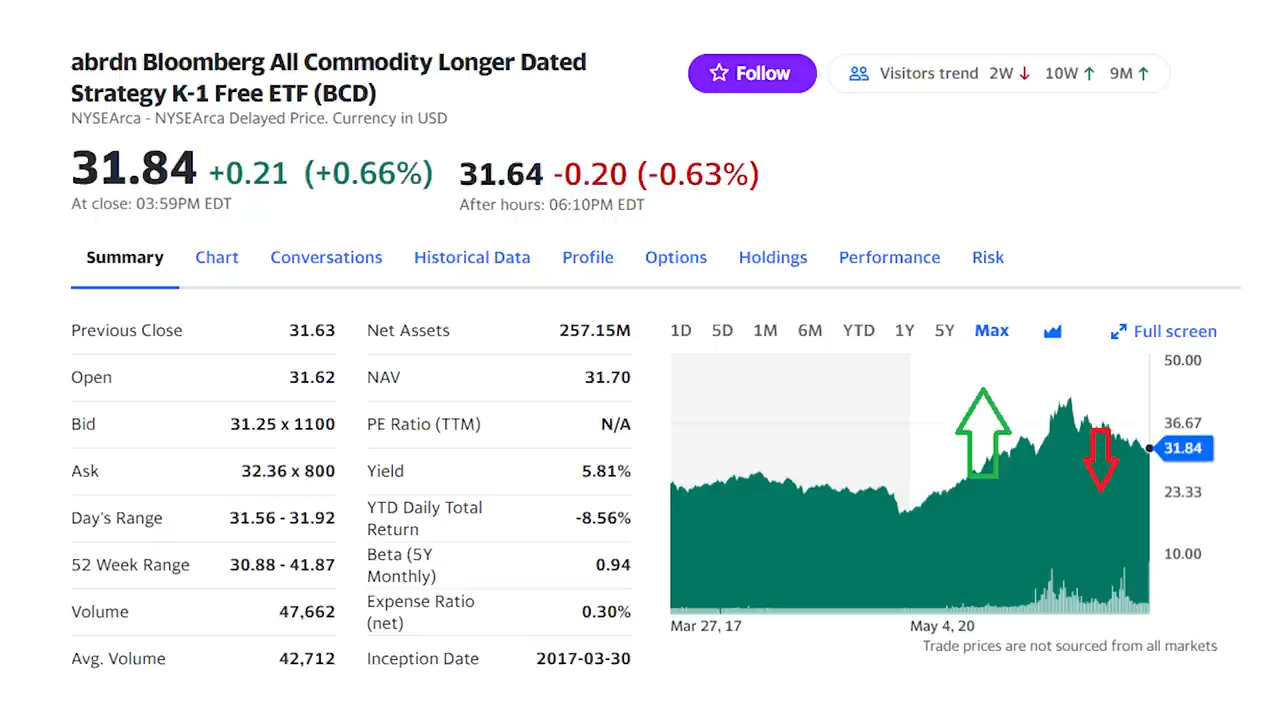 abrdn Bloomberg All Commodity Longer Dated
Strategy K-1 Free ETF (BCD)
NYSEArca - NYSEArca Delayed Price. Currency in USD
Follow
Visitors trend 2W ↓ 10W ↑ 9M ↑
31.84 +0.21 (+0.66%) 31.64 -0.20 (-0.63%)
At close: 03:59PM EDT After hours: 06:10PM EDT
Summary Chart Conversations Historical Data Profile Options Holdings Performance Risk
Previous Close 31.63
Open 31.62
Bid 31.25 x 1100
Ask 32.36 x 800
Day's Range 31.56 - 31.92
52 Week Range 30.88 - 41.87
Volume 47,662
Avg. Volume 42,712
Net Assets 257.15M
NAV 31.70
PE Ratio (TTM) N/A
Yield 5.81%
YTD Daily Total
Return -8.56%
Beta (5Y
Monthly) 0.94
Expense Ratio
(net) 0.30%
Inception Date 2017-03-30
1D 5D 1M 6M YTD 1Y 5Y Max Full screen
50.00
36.67
31.84
23.33
10.00
Mar 27, 17 May 4, 20
Trade prices are not sourced from all markets